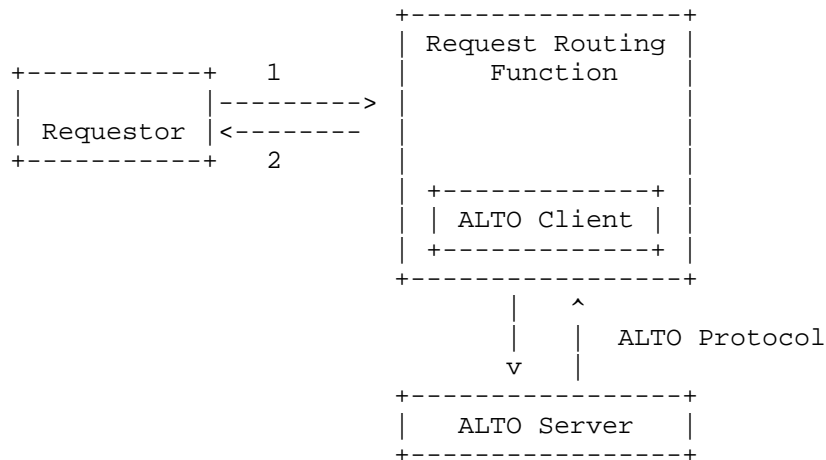 Request Routing
1 Function
Requestor
2
ALTO Client
ALTO Protocol
ALTO Server